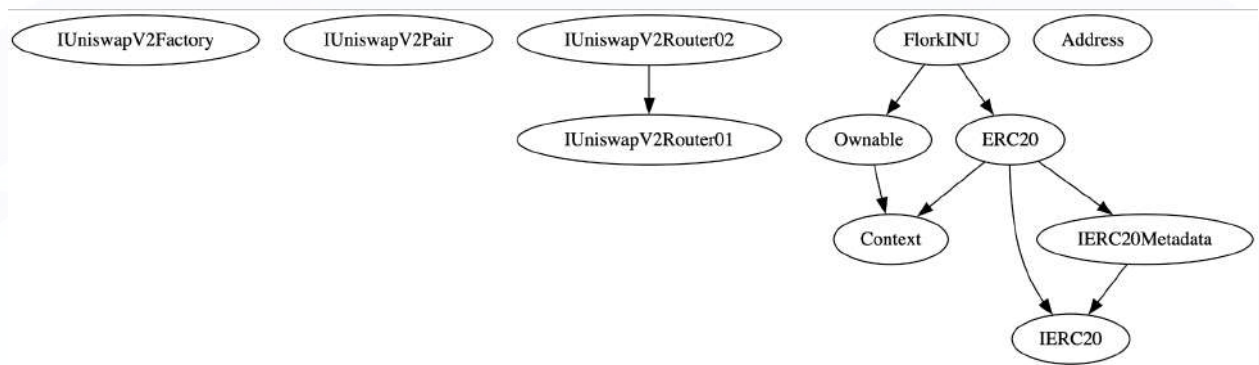 IUniswapV2Factory
IUniswapV2Pair
IUniswapV2Router02
FlorkINU
Address
IUniswapV2Router01
Ownable
ERC20
Context
IERC20Metadata
IERC20